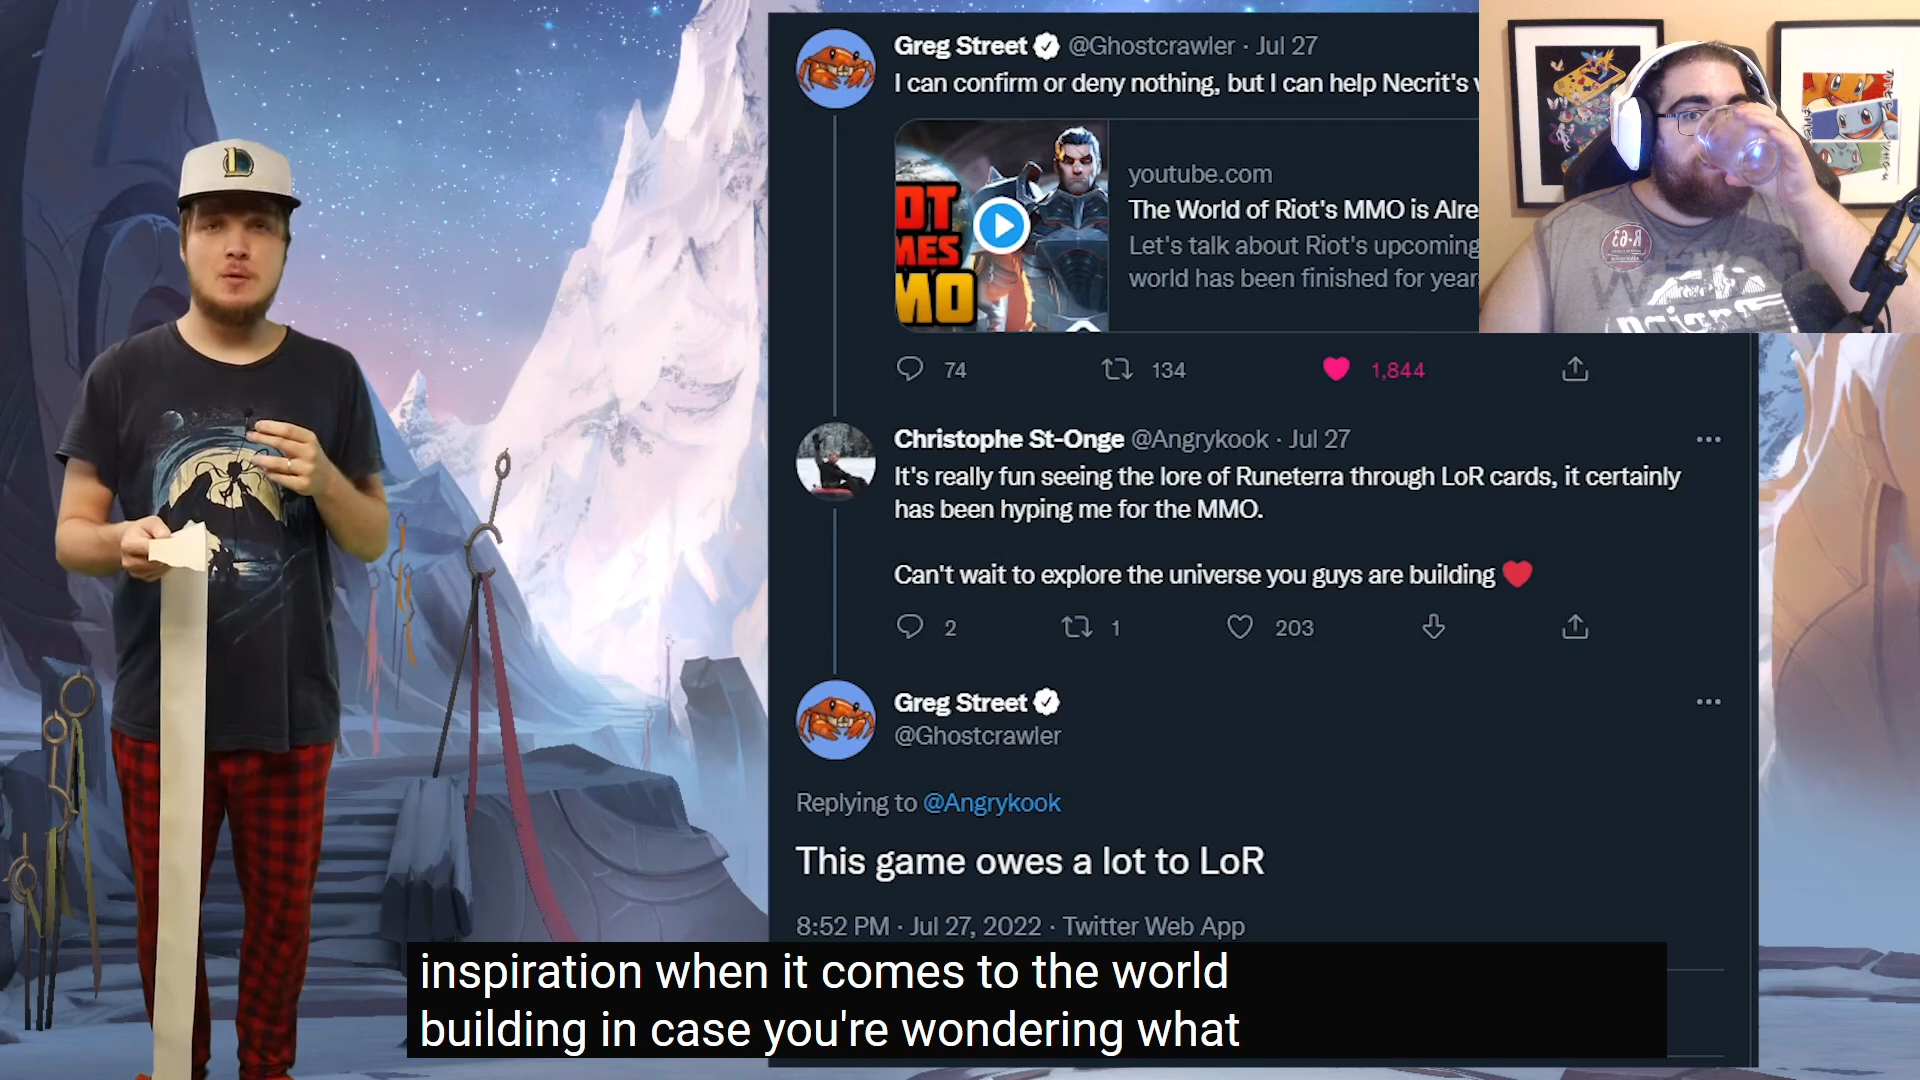 Greg Street @Ghostcrawler · Jul 27
I can confirm or deny nothing, but I can help Necrit's
OT
MES
MO
youtube.com
The World of Riot's MMO is Alre
Let's talk about Riot's upcoming
world has been finished for year
74 134 1,844
Christophe St-Onge @Angrykook · Jul 27
It's really fun seeing the lore of Runeterra through LoR cards, it certainly
has been hyping me for the MMO.
Can't wait to explore the universe you guys are building ❤️
2 1 203
Greg Street
@Ghostcrawler
Replying to @Angrykook
This game owes a lot to LoR
8:52 PM · Jul 27, 2022 · Twitter Web App
inspiration when it comes to the world
building in case you're wondering what